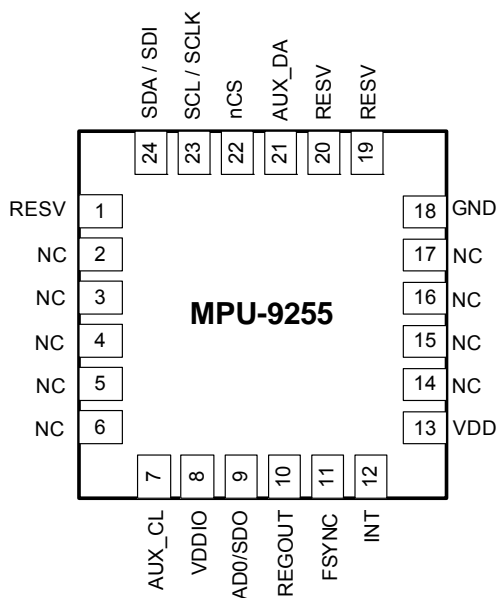 SDA / SDI
SCL / SCLK
nCS
AUX_DA
RESV
RESV
24
23
22
21
20
19
RESV 1
NC 2
NC 3
NC 4
NC 5
NC 6
MPU-9255
18 GND
17 NC
16 NC
15 NC
14 NC
13 VDD
7
8
9
10
11
12
AUX_CL
VDDIO
AD0/SDO
REGOUT
FSYNC
INT